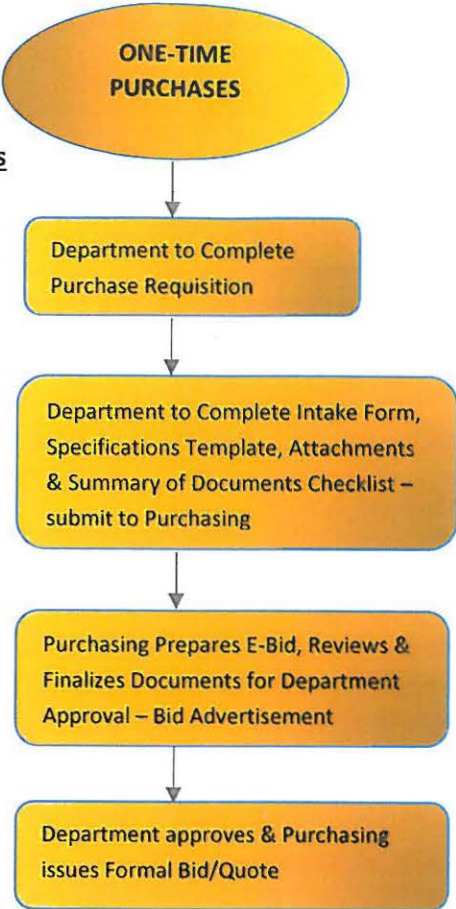 ONE-TIME
PURCHASES
s
Department to Complete
Purchase Requisition
Department to Complete Intake Form,
Specifications Template, Attachments
& Summary of Documents Checklist –
submit to Purchasing
Purchasing Prepares E-Bid, Reviews &
Finalizes Documents for Department
Approval – Bid Advertisement
Department approves & Purchasing
issues Formal Bid/Quote